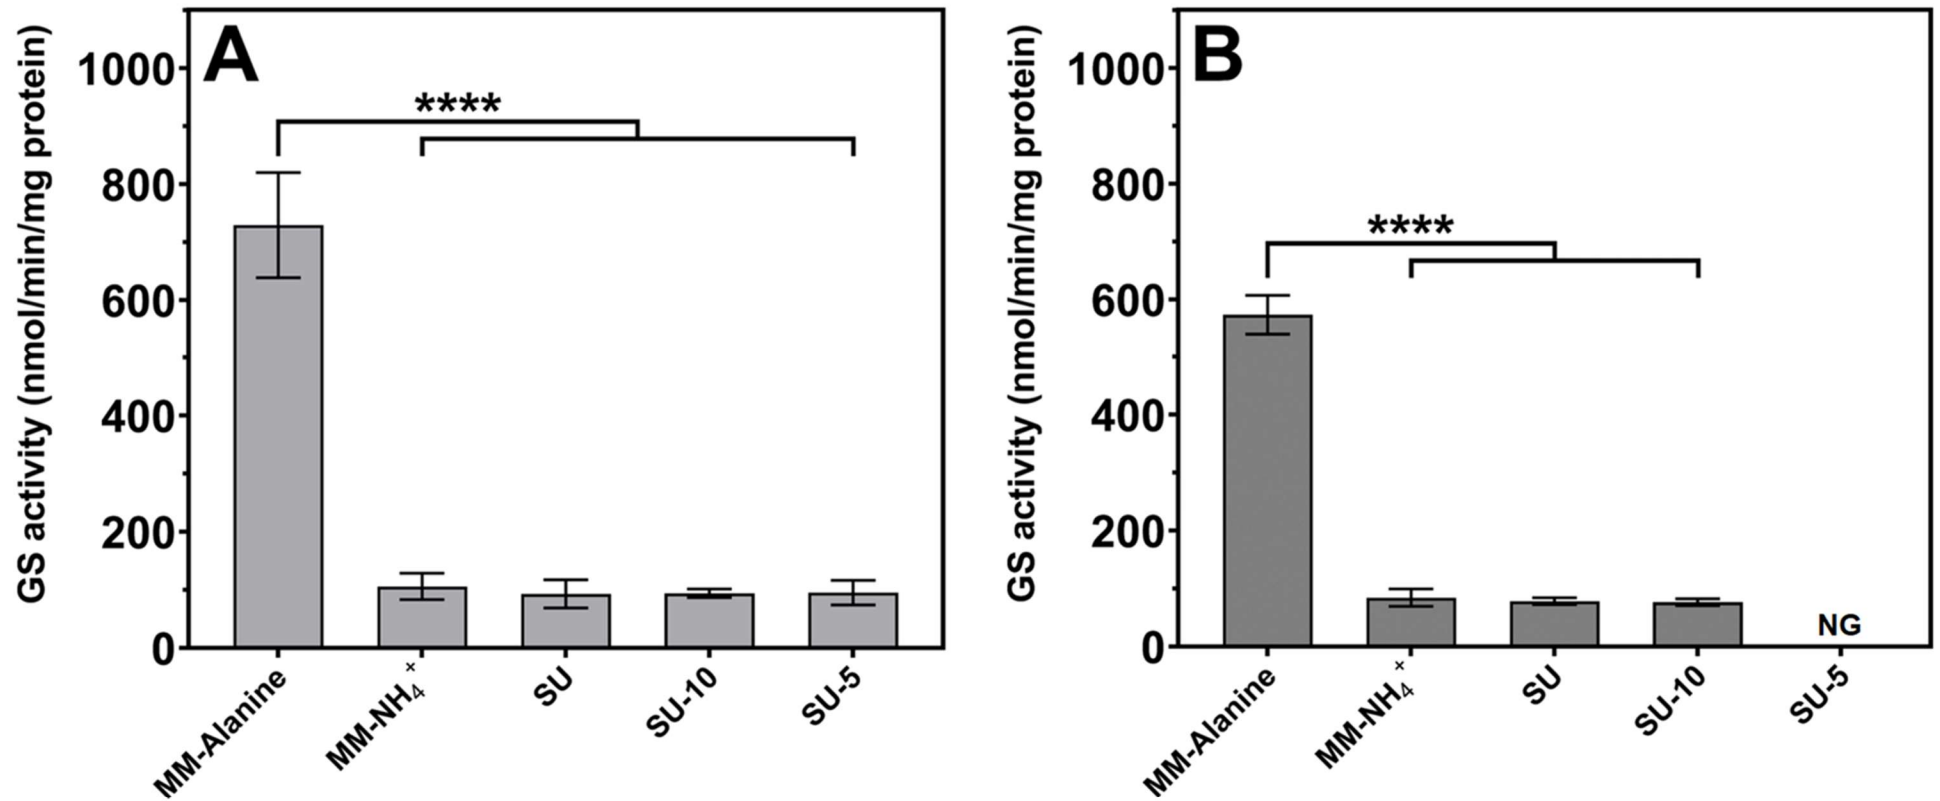 A
GS activity (nmol/min/mg protein)
1000
800
600
400
200
0
****
MM-Alanine
MM-NH₄⁺
SU
SU-10
SU-5
B
GS activity (nmol/min/mg protein)
1000
800
600
400
200
0
****
NG
MM-Alanine
MM-NH₄⁺
SU
SU-10
SU-5